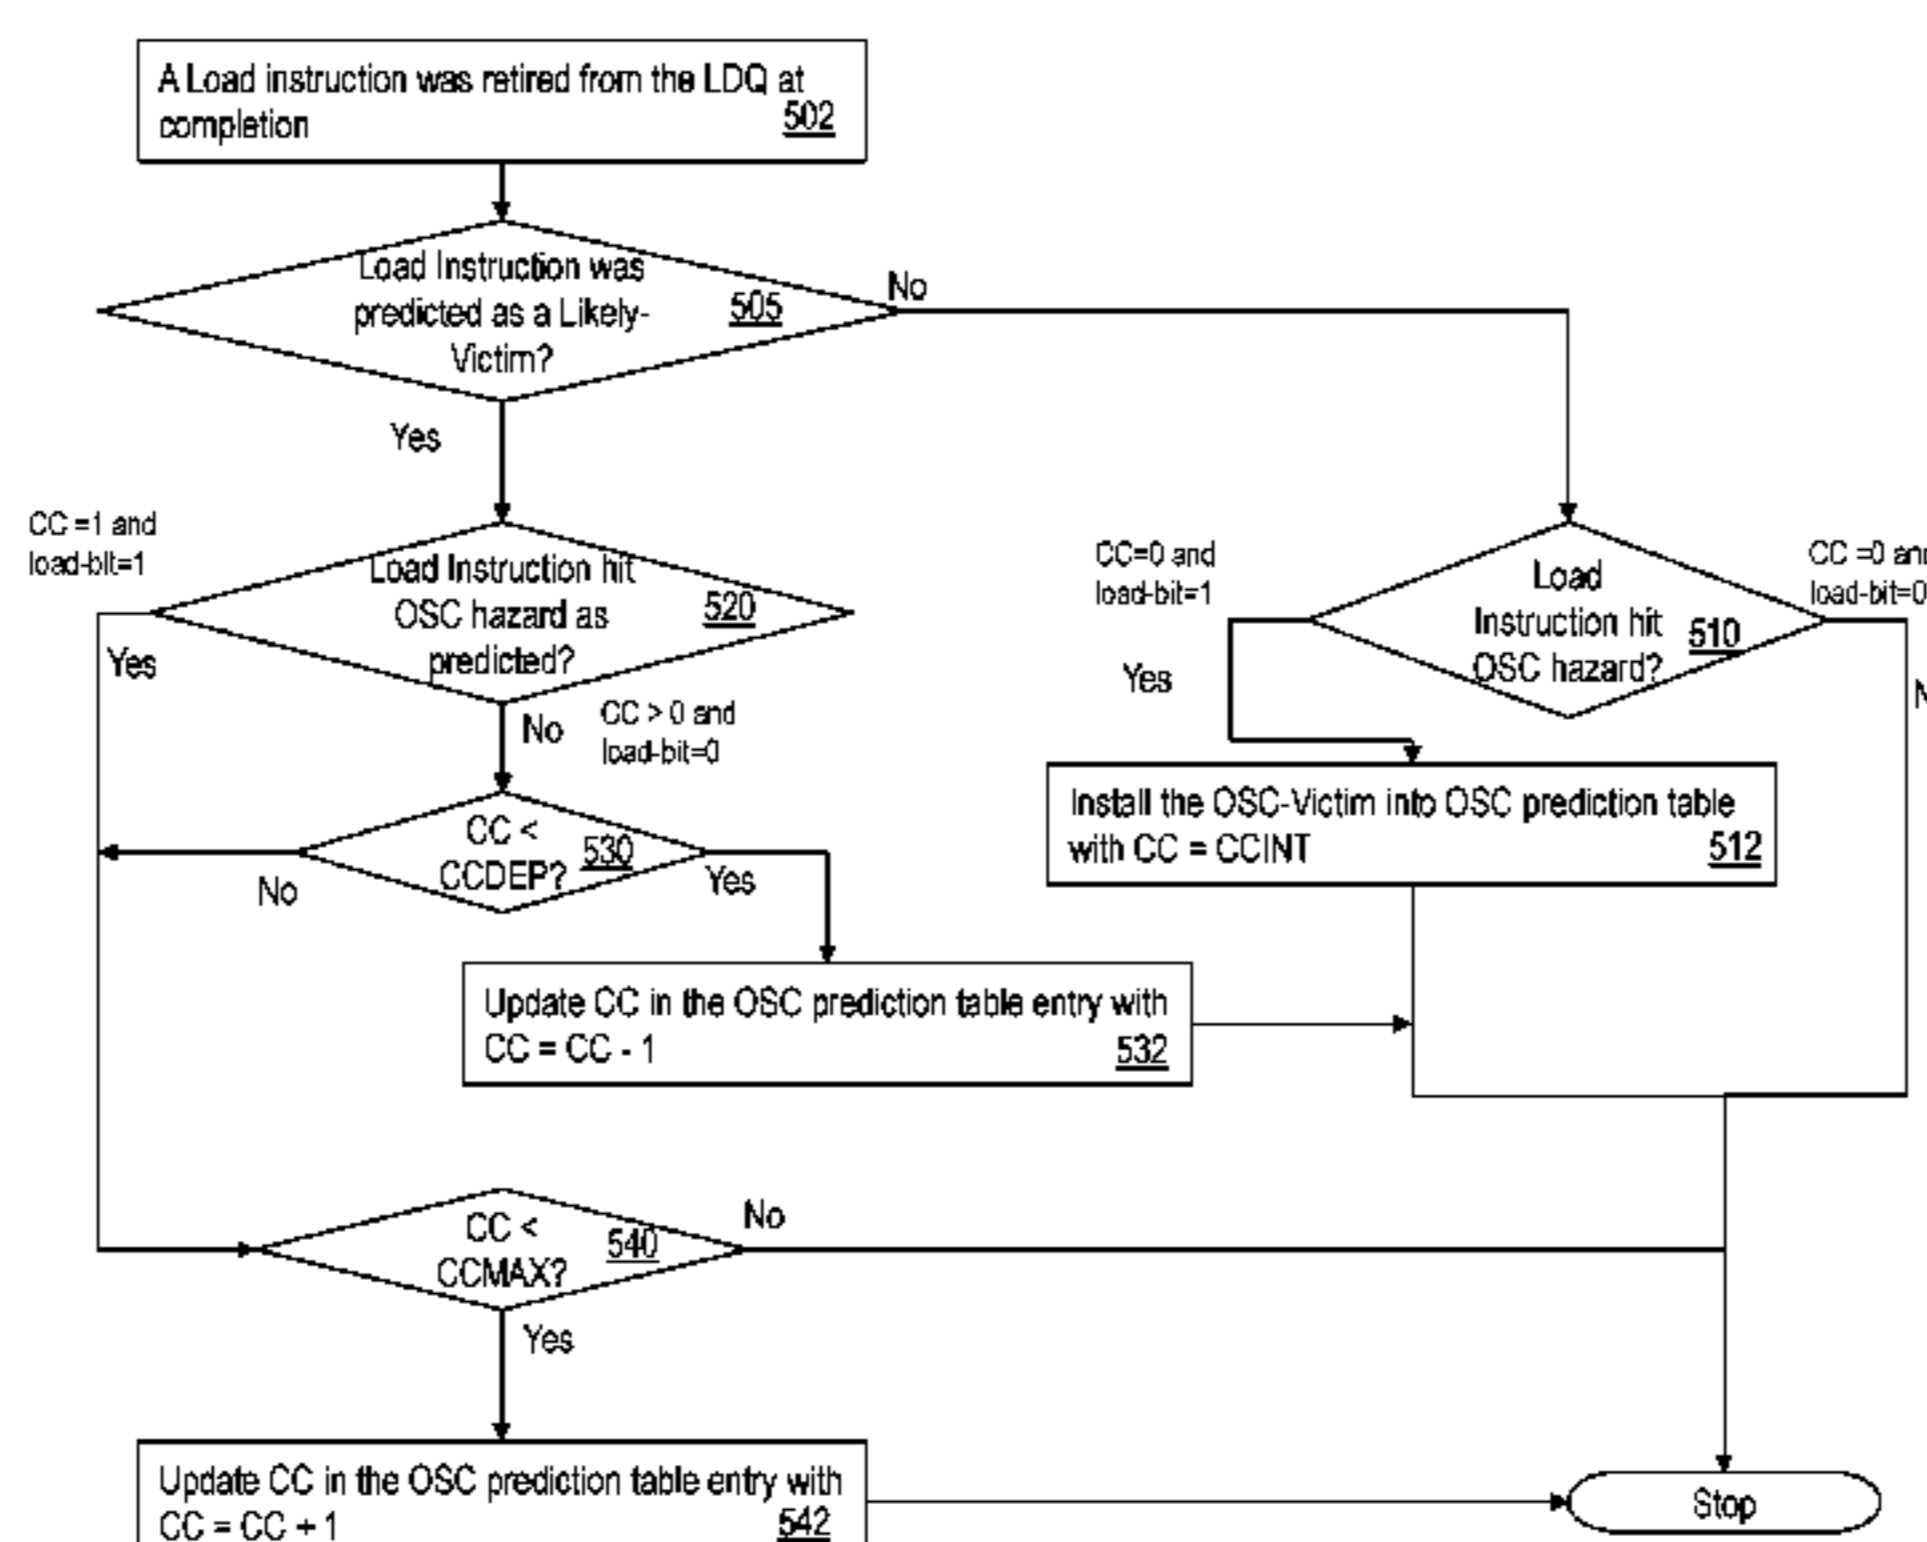 A Load instruction was retired from the LDQ at
completion
502
Load Instruction was
predicted as a Likely-
Victim?
505
No
Yes
CC =1 and
load-bit=1
Load Instruction hit
OSC hazard as
predicted?
520
Yes
No
CC > 0 and
load-bit=0
CC=0 and
load-bit=1
Load
Instruction hit
OSC hazard?
510
CC =0 and
load-bit=0
Yes
Install the OSC-Victim into OSC prediction table
with CC = CCINT
512
CC <
CCDEP?
530
No
Yes
Update CC in the OSC prediction table entry with
CC = CC - 1
532
CC <
CCMAX?
540
No
Yes
Update CC in the OSC prediction table entry with
CC = CC + 1
542
Stop